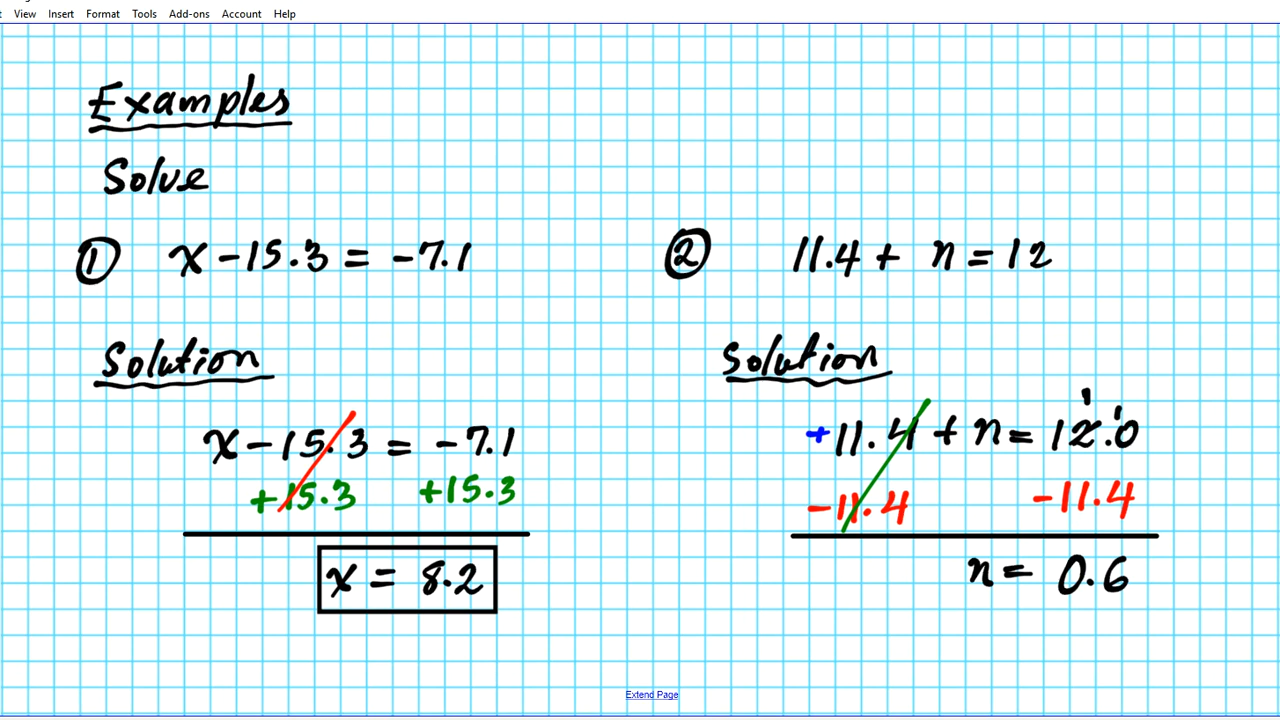 View Insert Format Tools Add-ons Account Help
Examples
Solve
① x - 15.3 = -7.1
Solution
x - 15.3 = -7.1
+15.3 +15.3
x = 8.2
② 11.4 + n = 12
Solution
1 1
+11.4 + n = 12.0
-11.4 -11.4
n = 0.6
Extend Page